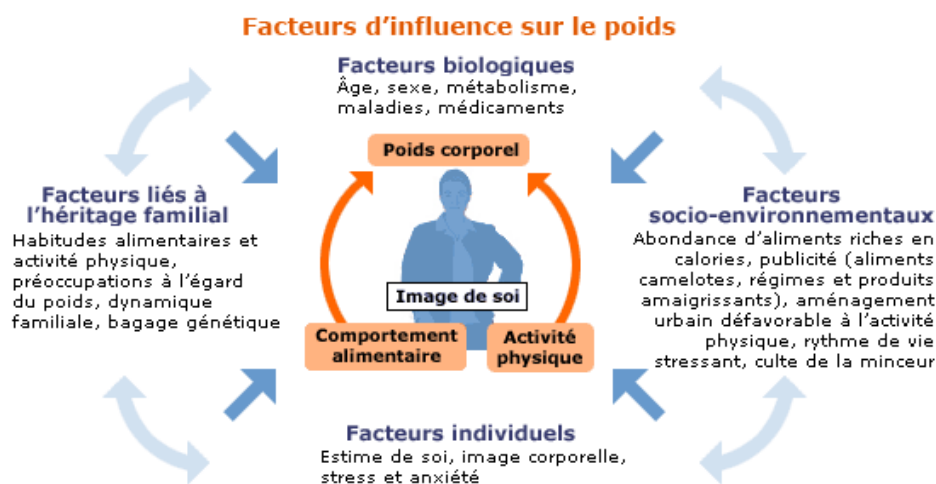 Facteurs d’influence sur le poids
Facteurs biologiques
Âge, sexe, métabolisme,
maladies, médicaments
Poids corporel
Facteurs liés à
l’héritage familial
Habitudes alimentaires et
activité physique,
préoccupations à l’égard
du poids, dynamique
familiale, bagage génétique
Image de soi
Comportement
alimentaire
Activité
physique
Facteurs
socio-environnementaux
Abondance d’aliments riches en
calories, publicité (aliments
camelotes, régimes et produits
amaigrissants), aménagement
urbain défavorable à l’activité
physique, rythme de vie
stressant, culte de la minceur
Facteurs individuels
Estime de soi, image corporelle,
stress et anxiété